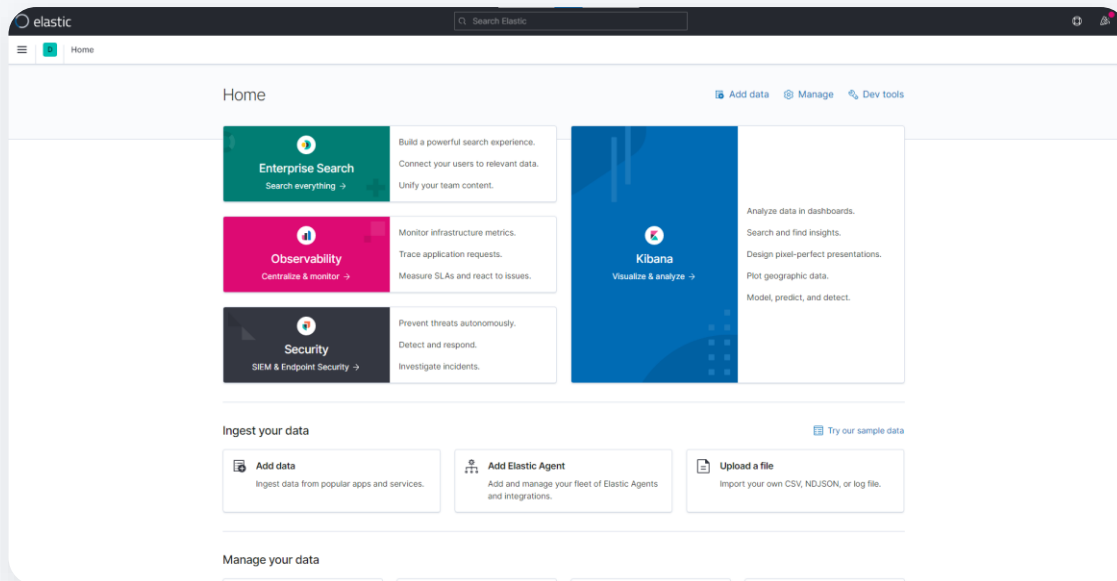 elastic
Search Elastic
D
Home
Home
Add data
Manage
Dev tools
Enterprise Search
Search everything →
Build a powerful search experience.
Connect your users to relevant data.
Unify your team content.
Observability
Centralize & monitor →
Monitor infrastructure metrics.
Trace application requests.
Measure SLAs and react to issues.
Security
SIEM & Endpoint Security →
Prevent threats autonomously.
Detect and respond.
Investigate incidents.
Kibana
Visualize & analyze →
Analyze data in dashboards.
Search and find insights.
Design pixel-perfect presentations.
Plot geographic data.
Model, predict, and detect.
Ingest your data
Try our sample data
Add data
Ingest data from popular apps and services.
Add Elastic Agent
Add and manage your fleet of Elastic Agents
and integrations.
Upload a file
Import your own CSV, NDJSON, or log file.
Manage your data